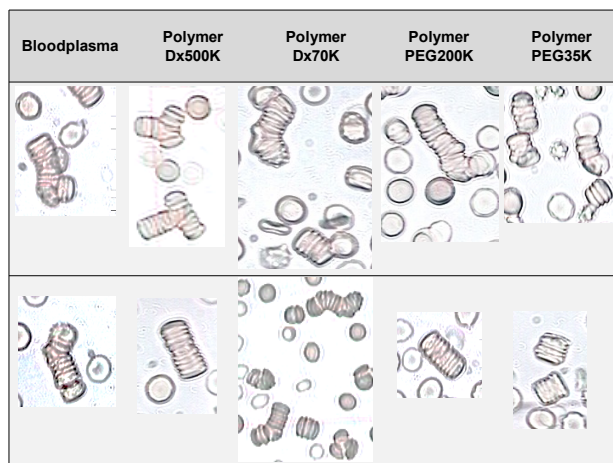 Bloodplasma
Polymer
Dx500K
Polymer
Dx70K
Polymer
PEG200K
Polymer
PEG35K